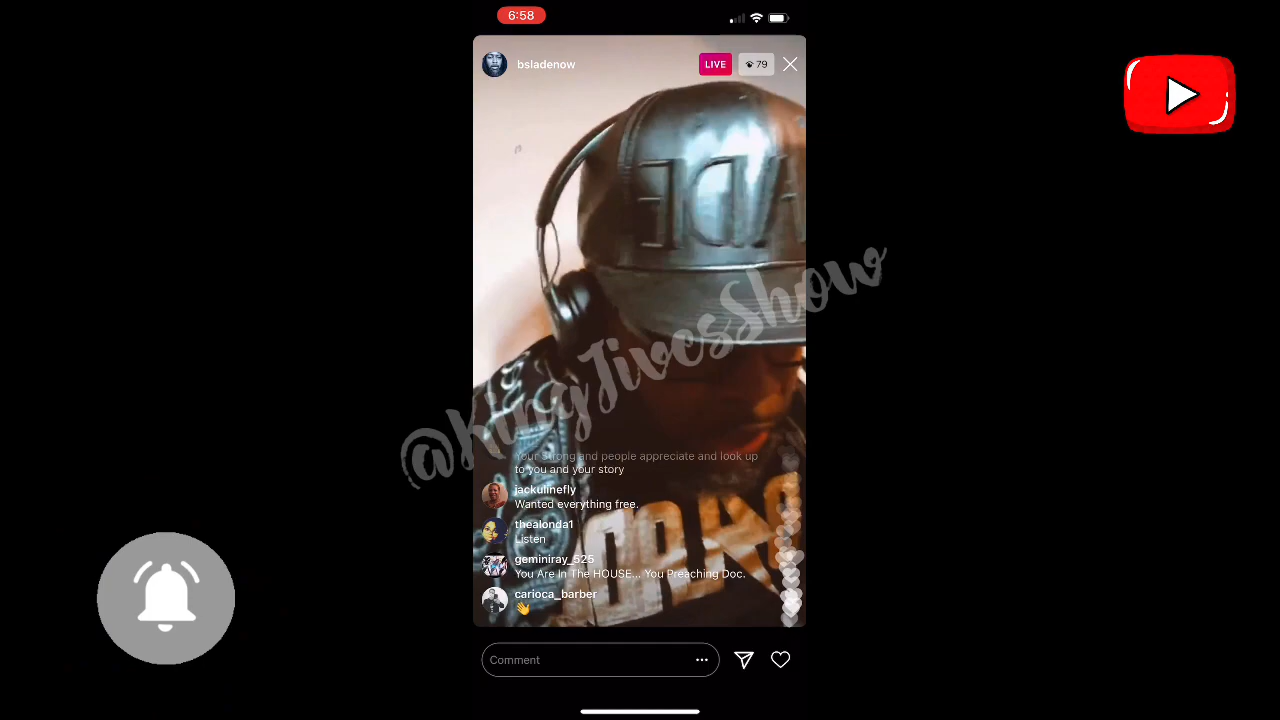 6:58
bsladenow
LIVE
79
@KingJivesShow
Your Strong and people appreciate and look up
to you and your story
jackulinefly
Wanted everything free.
thealonda1
Listen
geminiray_525
You Are In The HOUSE... You Preaching Doc.
carioca_barber
Comment